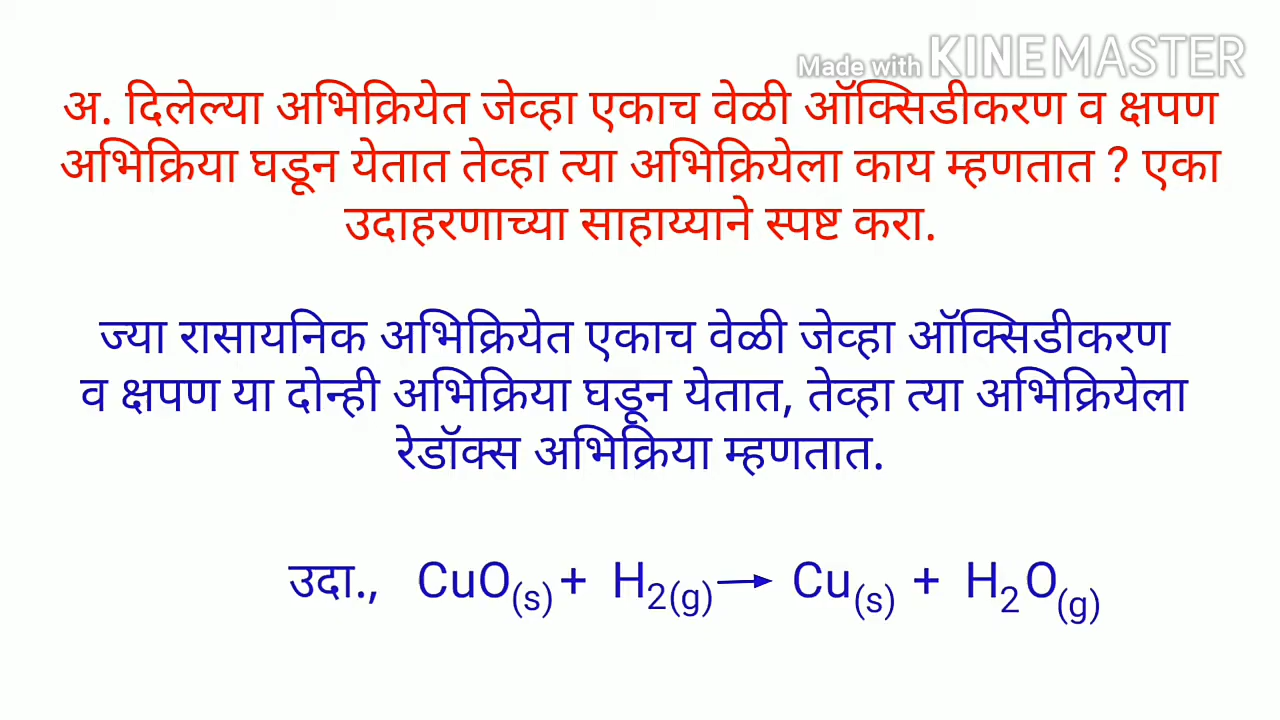 Made with KINEMASTER
अ. दिलेल्या अभिक्रियेत जेव्हा एकाच वेळी ऑक्सिडीकरण व क्षपण
अभिक्रिया घडून येतात तेव्हा त्या अभिक्रियेला काय म्हणतात ? एका
उदाहरणाच्या साहाय्याने स्पष्ट करा.
ज्या रासायनिक अभिक्रियेत एकाच वेळी जेव्हा ऑक्सिडीकरण
व क्षपण या दोन्ही अभिक्रिया घडून येतात, तेव्हा त्या अभिक्रियेला
रेडॉक्स अभिक्रिया म्हणतात.
उदा., CuO(s) + H2(g) → Cu(s) + H2O(g)